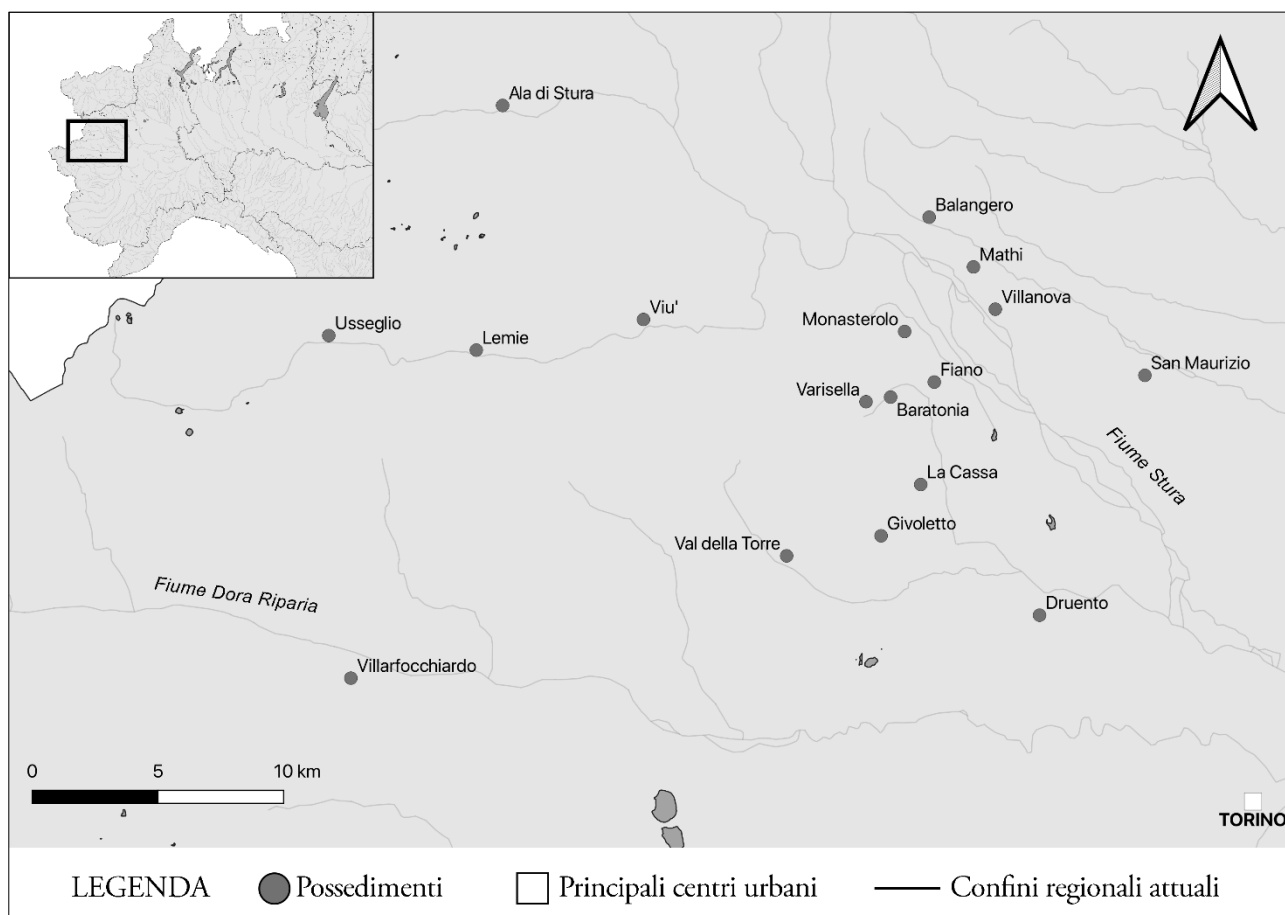 Ala di Stura
Balangero
Mathi
Villanova
Viu'
Monasterolo
Usseglio
Lemie
San Maurizio
Fiano
Varisella
Baratonia
Fiume Stura
La Cassa
Givoletto
Val della Torre
Fiume Dora Riparia
Druento
Villarfocchiardo
0 5 10 km
TORINO
LEGENDA Possedimenti Principali centri urbani Confini regionali attuali